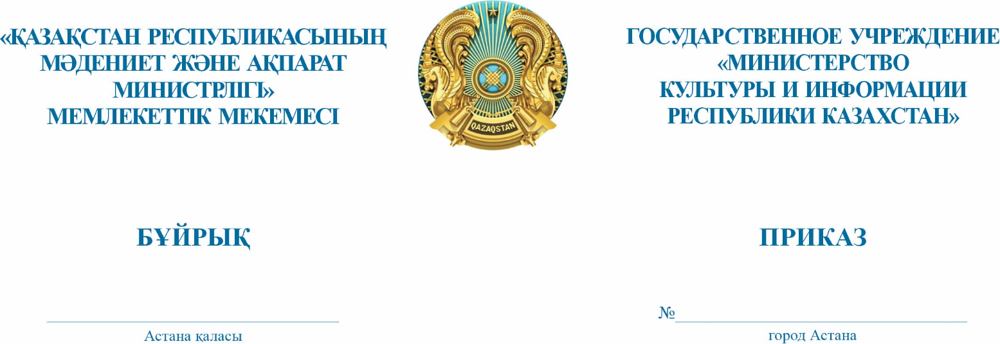 «ҚАЗАҚСТАН РЕСПУБЛИКАСЫНЫҢ
МӘДЕНИЕТ ЖӘНЕ АҚПАРАТ
МИНИСТРЛІГІ»
МЕМЛЕКЕТТІК МЕКЕМЕСІ
QAZAQSTAN
ГОСУДАРСТВЕННОЕ УЧРЕЖДЕНИЕ
«МИНИСТЕРСТВО
КУЛЬТУРЫ И ИНФОРМАЦИИ
РЕСПУБЛИКИ КАЗАХСТАН»
БҰЙРЫҚ
ПРИКАЗ
№
Астана қаласы
город Астана